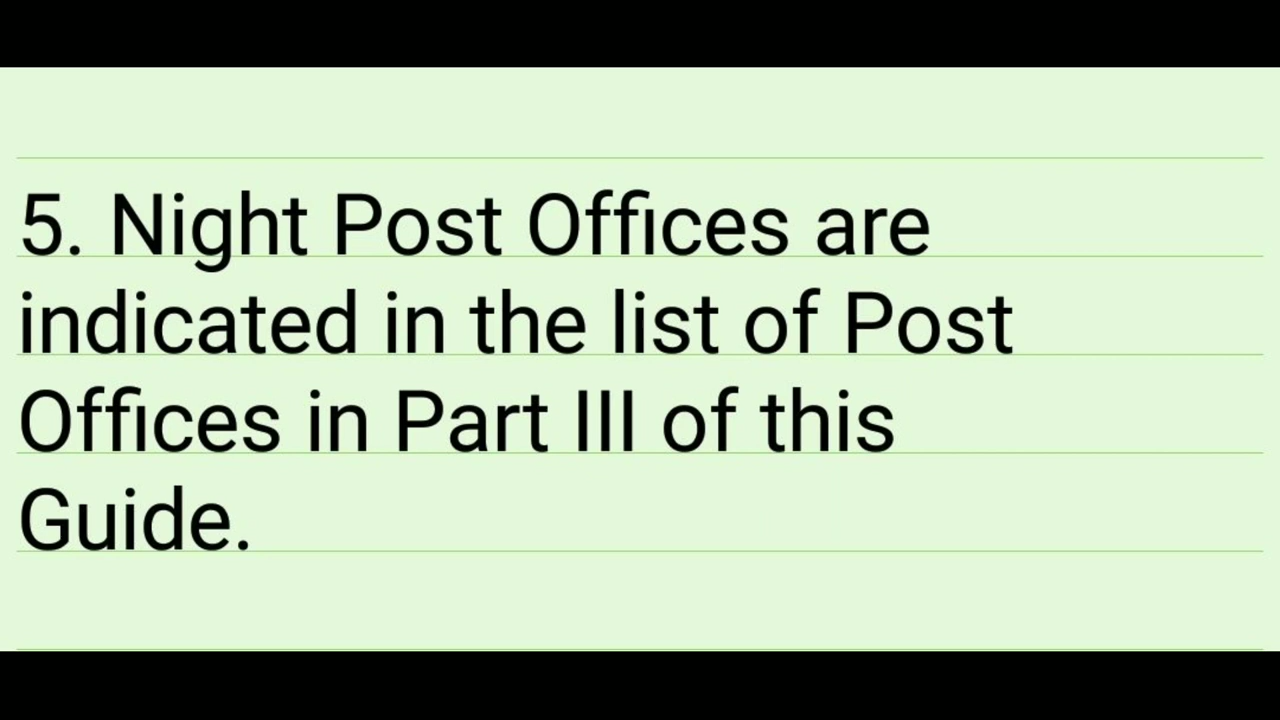 5. Night Post Offices are
indicated in the list of Post
Offices in Part III of this
Guide.